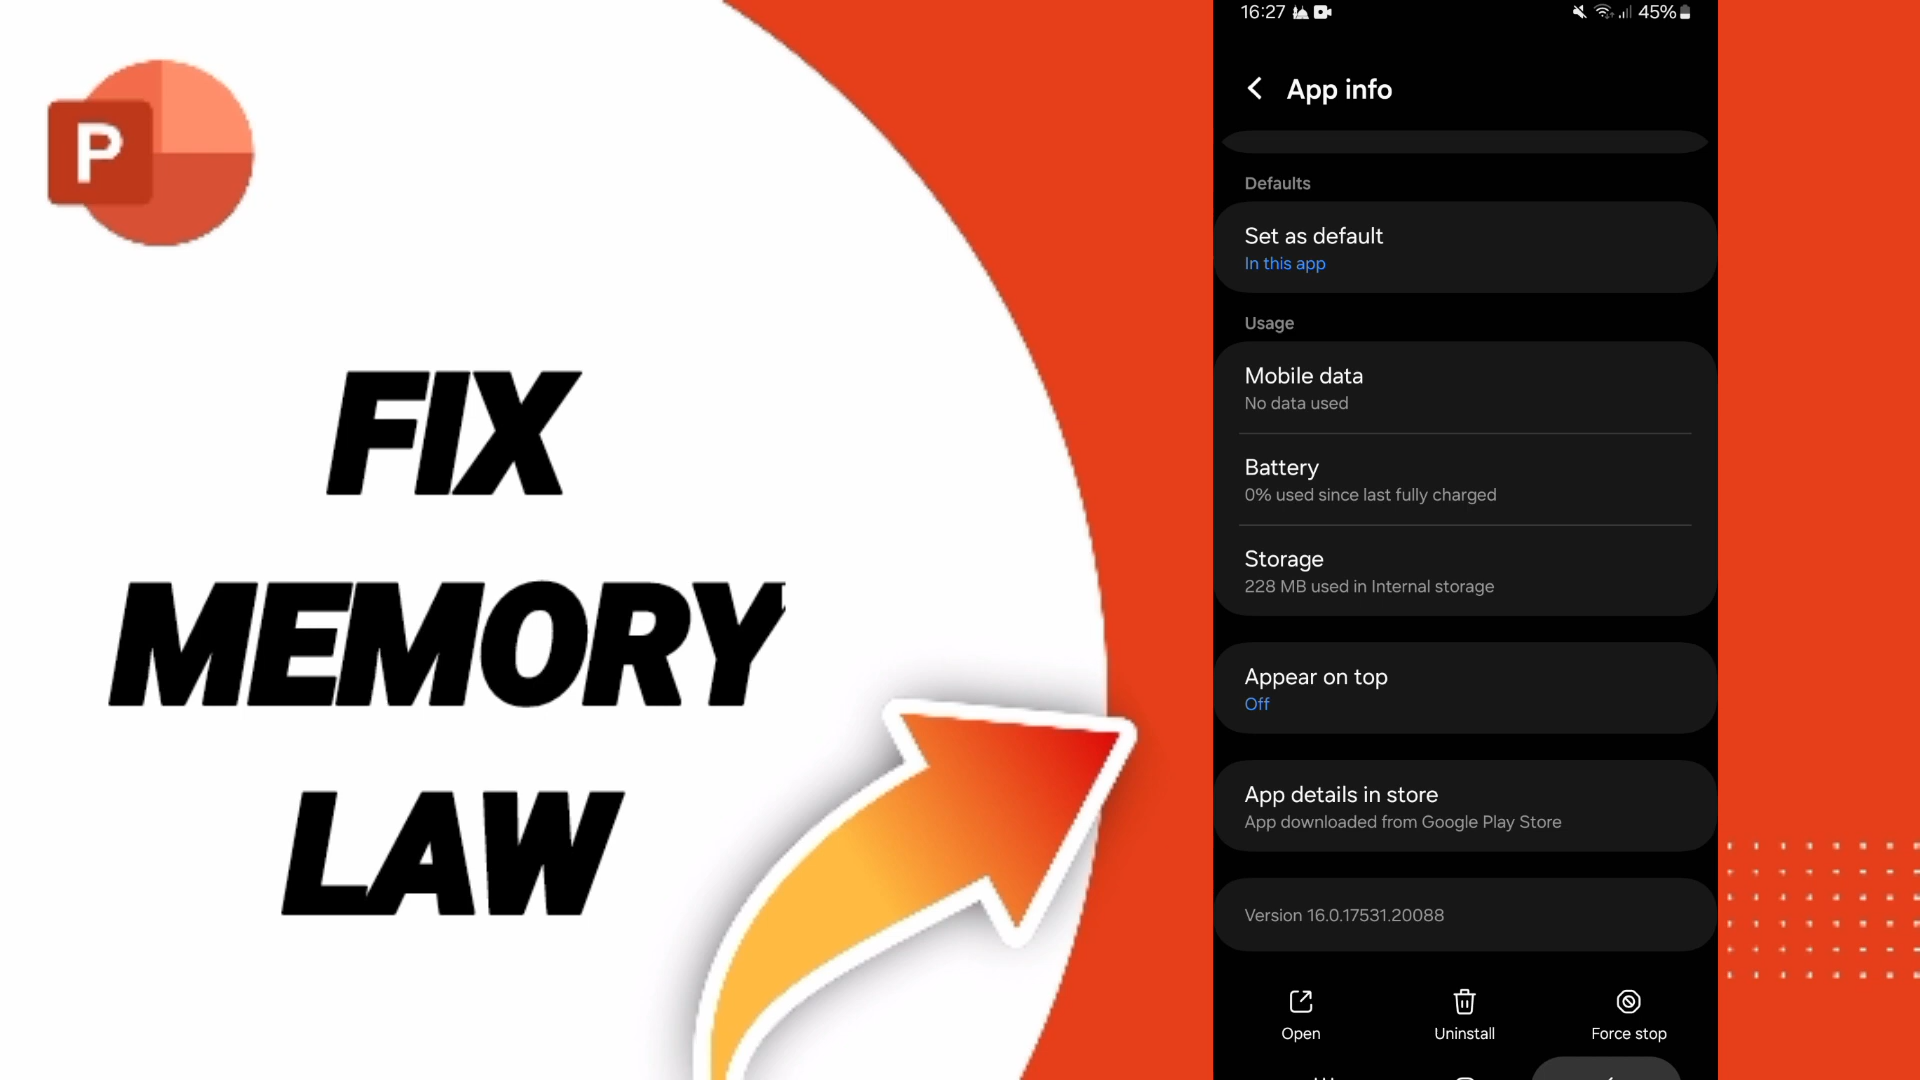 P
FIX
MEMORY
LAW
16:27
45%
App info
Defaults
Set as default
In this app
Usage
Mobile data
No data used
Battery
0% used since last fully charged
Storage
228 MB used in Internal storage
Appear on top
Off
App details in store
App downloaded from Google Play Store
Version 16.0.17531.20088
Open
Uninstall
Force stop